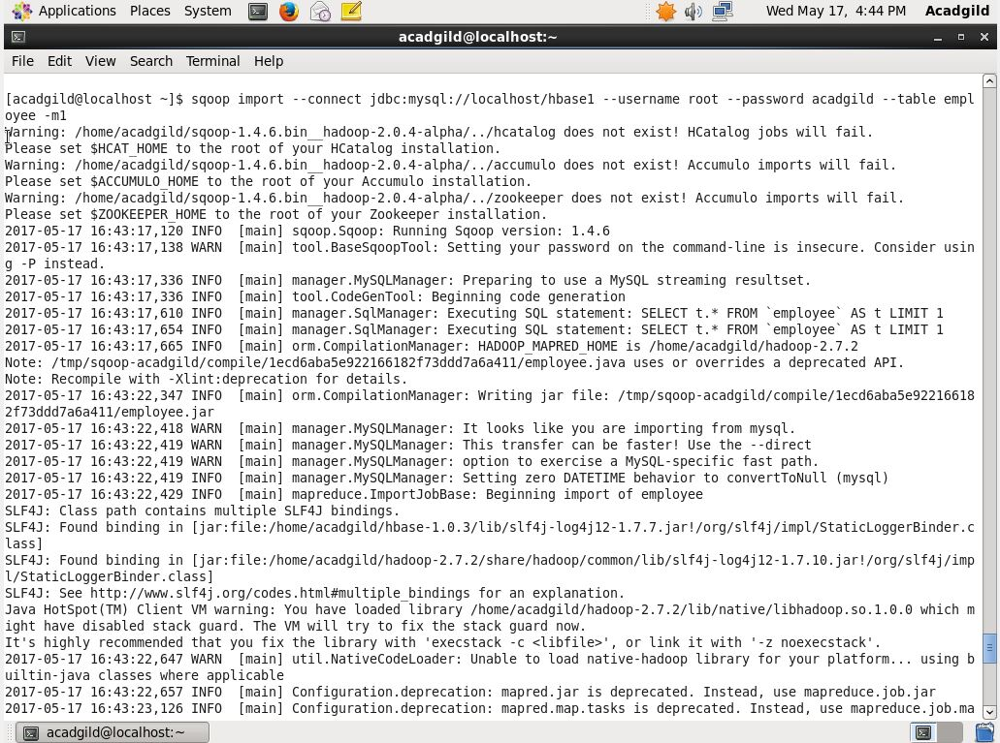 Applications Places System Wed May 17, 4:44 PM Acadgild
acadgild@localhost:~
File Edit View Search Terminal Help
[acadgild@localhost ~]$ sqoop import --connect jdbc:mysql://localhost/hbase1 --username root --password acadgild --table empl
oyee -m1
Warning: /home/acadgild/sqoop-1.4.6.bin__hadoop-2.0.4-alpha/../hcatalog does not exist! HCatalog jobs will fail.
Please set $HCAT_HOME to the root of your HCatalog installation.
Warning: /home/acadgild/sqoop-1.4.6.bin__hadoop-2.0.4-alpha/../accumulo does not exist! Accumulo imports will fail.
Please set $ACCUMULO_HOME to the root of your Accumulo installation.
Warning: /home/acadgild/sqoop-1.4.6.bin__hadoop-2.0.4-alpha/../zookeeper does not exist! Accumulo imports will fail.
Please set $ZOOKEEPER_HOME to the root of your Zookeeper installation.
2017-05-17 16:43:17,120 INFO  [main] sqoop.Sqoop: Running Sqoop version: 1.4.6
2017-05-17 16:43:17,138 WARN  [main] tool.BaseSqoopTool: Setting your password on the command-line is insecure. Consider usin
g -P instead.
2017-05-17 16:43:17,336 INFO  [main] manager.MySQLManager: Preparing to use a MySQL streaming resultset.
2017-05-17 16:43:17,336 INFO  [main] tool.CodeGenTool: Beginning code generation
2017-05-17 16:43:17,610 INFO  [main] manager.SqlManager: Executing SQL statement: SELECT t.* FROM `employee` AS t LIMIT 1
2017-05-17 16:43:17,654 INFO  [main] manager.SqlManager: Executing SQL statement: SELECT t.* FROM `employee` AS t LIMIT 1
2017-05-17 16:43:17,665 INFO  [main] orm.CompilationManager: HADOOP_MAPRED_HOME is /home/acadgild/hadoop-2.7.2
Note: /tmp/sqoop-acadgild/compile/1ecd6aba5e922166182f73ddd7a6a411/employee.java uses or overrides a deprecated API.
Note: Recompile with -Xlint:deprecation for details.
2017-05-17 16:43:22,347 INFO  [main] orm.CompilationManager: Writing jar file: /tmp/sqoop-acadgild/compile/1ecd6aba5e92216618
2f73ddd7a6a411/employee.jar
2017-05-17 16:43:22,418 WARN  [main] manager.MySQLManager: It looks like you are importing from mysql.
2017-05-17 16:43:22,419 WARN  [main] manager.MySQLManager: This transfer can be faster! Use the --direct
2017-05-17 16:43:22,419 WARN  [main] manager.MySQLManager: option to exercise a MySQL-specific fast path.
2017-05-17 16:43:22,419 INFO  [main] manager.MySQLManager: Setting zero DATETIME behavior to convertToNull (mysql)
2017-05-17 16:43:22,429 INFO  [main] mapreduce.ImportJobBase: Beginning import of employee
SLF4J: Class path contains multiple SLF4J bindings.
SLF4J: Found binding in [jar:file:/home/acadgild/hbase-1.0.3/lib/slf4j-log4j12-1.7.7.jar!/org/slf4j/impl/StaticLoggerBinder.c
lass]
SLF4J: Found binding in [jar:file:/home/acadgild/hadoop-2.7.2/share/hadoop/common/lib/slf4j-log4j12-1.7.10.jar!/org/slf4j/imp
l/StaticLoggerBinder.class]
SLF4J: See http://www.slf4j.org/codes.html#multiple_bindings for an explanation.
Java HotSpot(TM) Client VM warning: You have loaded library /home/acadgild/hadoop-2.7.2/lib/native/libhadoop.so.1.0.0 which m
ight have disabled stack guard. The VM will try to fix the stack guard now.
It's highly recommended that you fix the library with 'execstack -c <libfile>', or link it with '-z noexecstack'.
2017-05-17 16:43:22,647 WARN  [main] util.NativeCodeLoader: Unable to load native-hadoop library for your platform... using b
uiltin-java classes where applicable
2017-05-17 16:43:22,657 INFO  [main] Configuration.deprecation: mapred.jar is deprecated. Instead, use mapreduce.job.jar
2017-05-17 16:43:23,126 INFO  [main] Configuration.deprecation: mapred.map.tasks is deprecated. Instead, use mapreduce.job.ma
acadgild@localhost:~